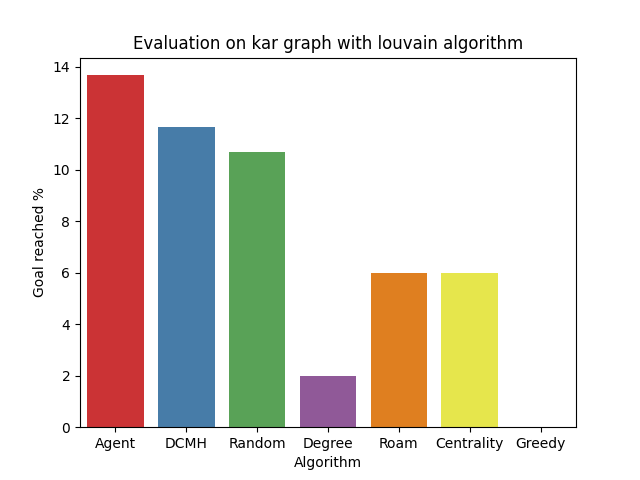 Evaluation on kar graph with louvain algorithm
14
12
10
8
6
4
2
0
Goal reached %
Agent DCMH Random Degree Roam Centrality Greedy
Algorithm